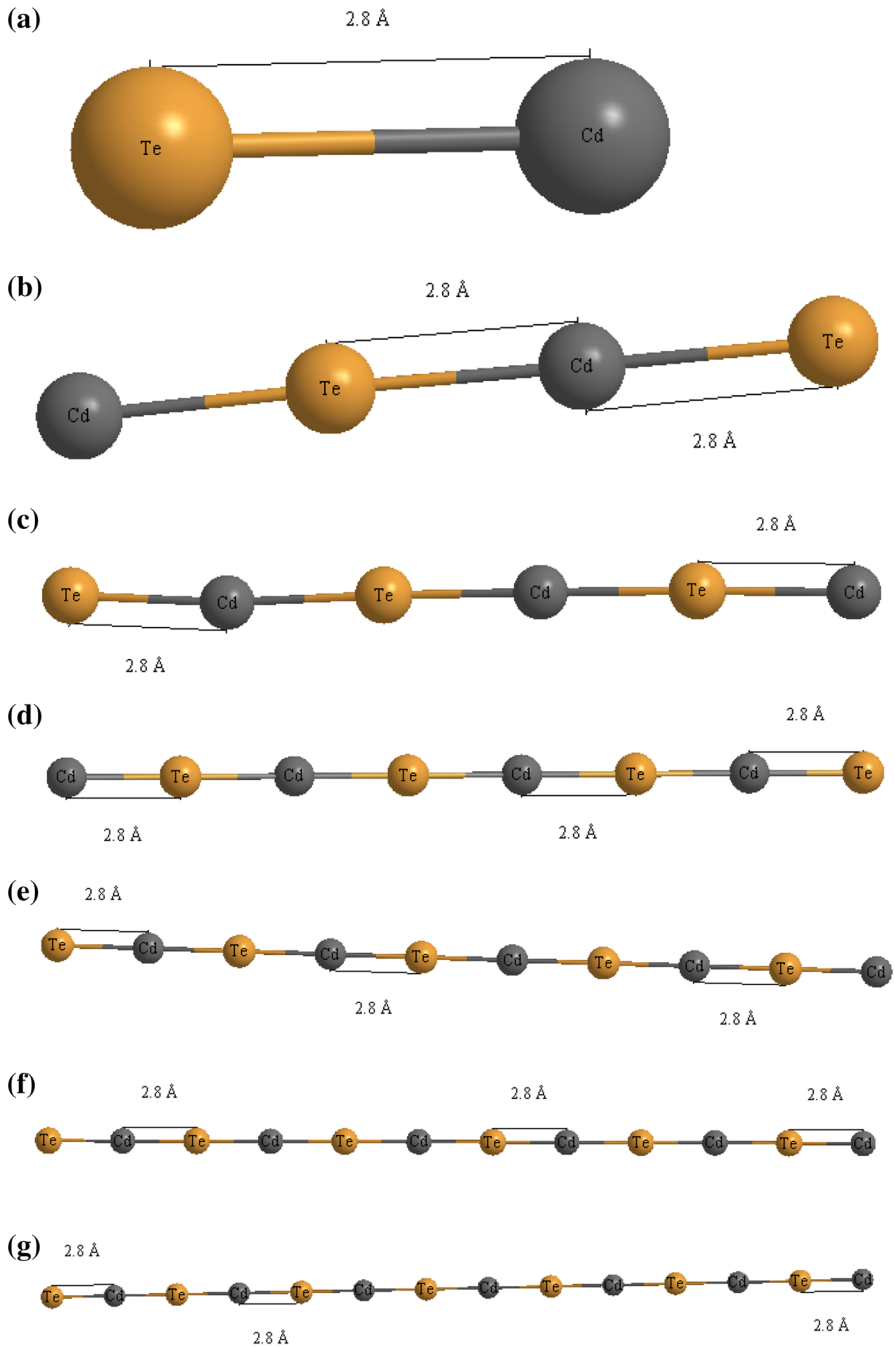 (a)
2.8 Å
Te Cd
(b)
2.8 Å
Cd Te Cd Te
2.8 Å
(c)
2.8 Å
Te Cd Te Cd Te Cd
2.8 Å
(d)
2.8 Å
Cd Te Cd Te Cd Te Cd Te
2.8 Å 2.8 Å
(e)
2.8 Å
Te Cd Te Cd Te Cd Te Cd Te Cd
2.8 Å 2.8 Å
(f)
2.8 Å 2.8 Å 2.8 Å
Te Cd Te Cd Te Cd Te Cd Te Cd Te Cd
(g)
2.8 Å
Te Cd Te Cd Te Cd Te Cd Te Cd Te Cd Te Cd
2.8 Å 2.8 Å